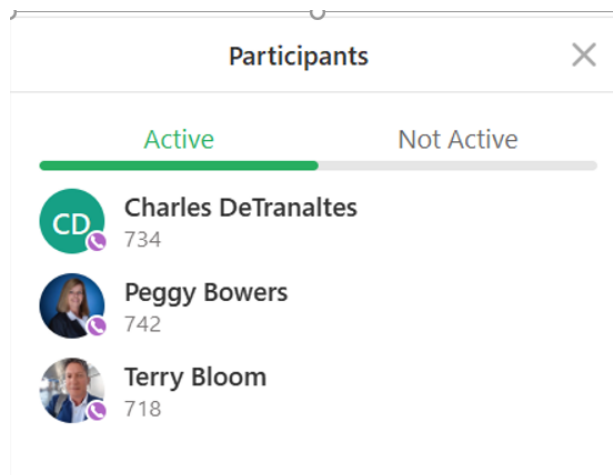 Participants
Active
Not Active
CD
Charles DeTranaltes
734
Peggy Bowers
742
Terry Bloom
718